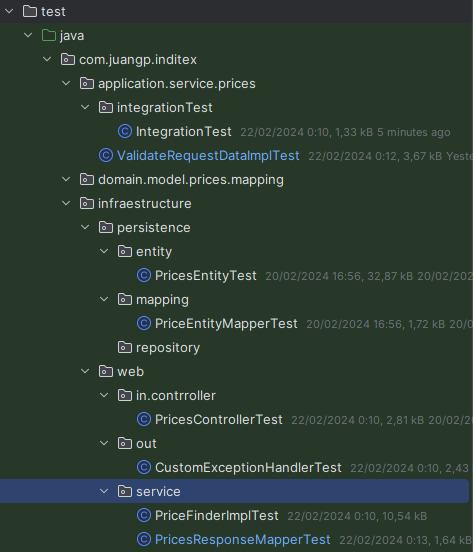 test
java
com.juangp.inditex
application.service.prices
integrationTest
IntegrationTest 22/02/2024 0:10, 1,33 kB 5 minutes ago
ValidateRequestDataImplTest 22/02/2024 0:12, 3,67 kB Yeste
domain.model.prices.mapping
infraestructure
persistence
entity
PricesEntityTest 20/02/2024 16:56, 32,87 kB 20/02/202
mapping
PriceEntityMapperTest 20/02/2024 16:56, 1,72 kB 20/0
repository
web
in.contrroller
PricesControllerTest 22/02/2024 0:10, 2,81 kB 20/02/2
out
CustomExceptionHandlerTest 22/02/2024 0:10, 2,43
service
PriceFinderImplTest 22/02/2024 0:10, 10,54 kB
PricesResponseMapperTest 22/02/2024 0:13, 1,64 kB